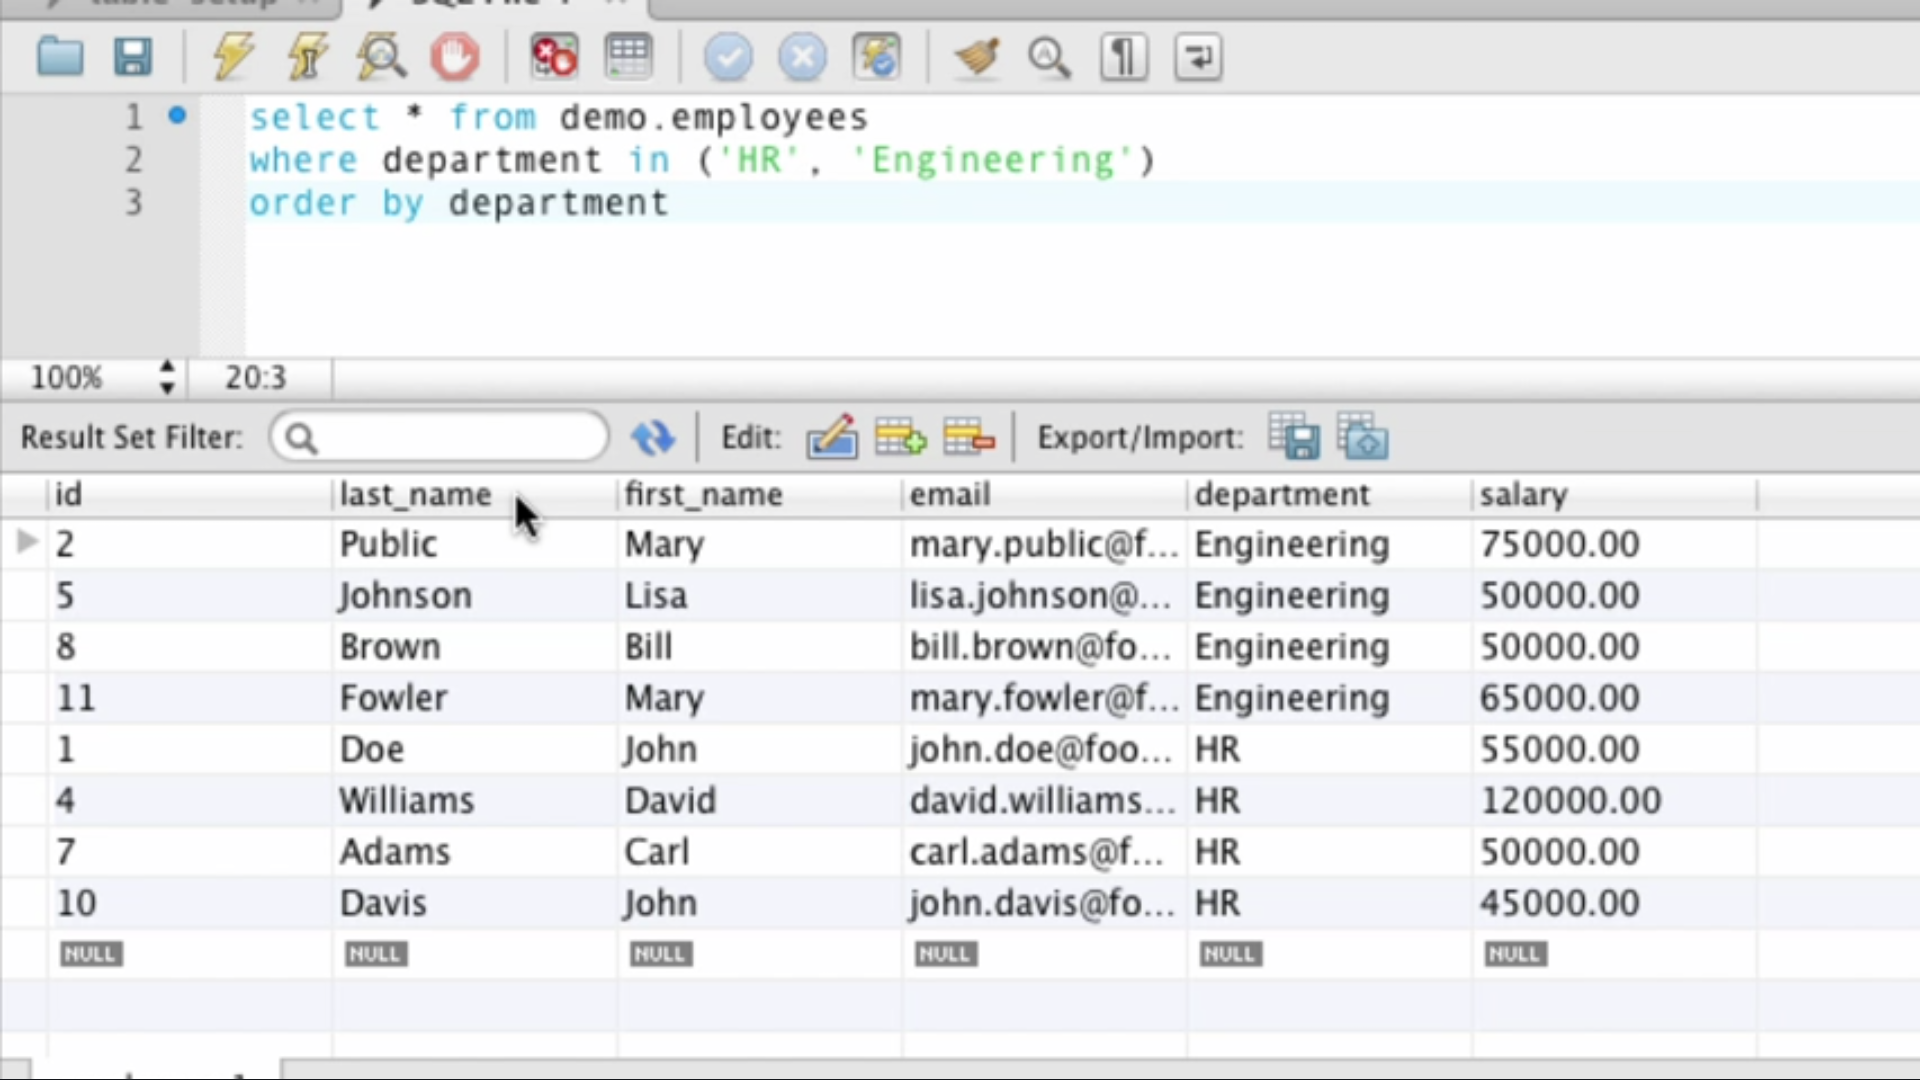 1 select * from demo.employees
2 where department in ('HR', 'Engineering')
3 order by department
100% 20:3
Result Set Filter: Edit: Export/Import:
id last_name first_name email department salary
2 Public Mary mary.public@f... Engineering 75000.00
5 Johnson Lisa lisa.johnson@... Engineering 50000.00
8 Brown Bill bill.brown@fo... Engineering 50000.00
11 Fowler Mary mary.fowler@f... Engineering 65000.00
1 Doe John john.doe@foo... HR 55000.00
4 Williams David david.williams... HR 120000.00
7 Adams Carl carl.adams@f... HR 50000.00
10 Davis John john.davis@fo... HR 45000.00
NULL NULL NULL NULL NULL NULL